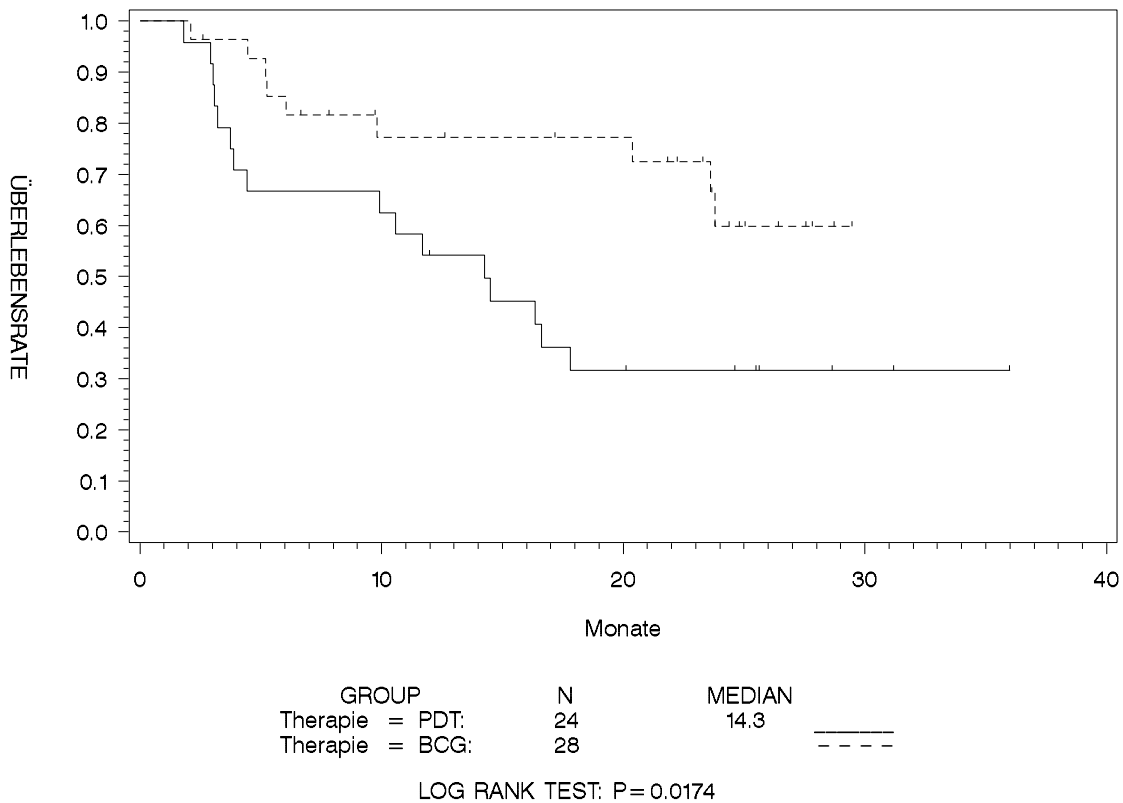 1.0
0.9
0.8
0.7
0.6
0.5
0.4
0.3
0.2
0.1
0.0
ÜBERLEBENSRATE
0 10 20 30 40
Monate
GROUP N MEDIAN
Therapie = PDT: 24 14.3
Therapie = BCG: 28
LOG RANK TEST: P=0.0174